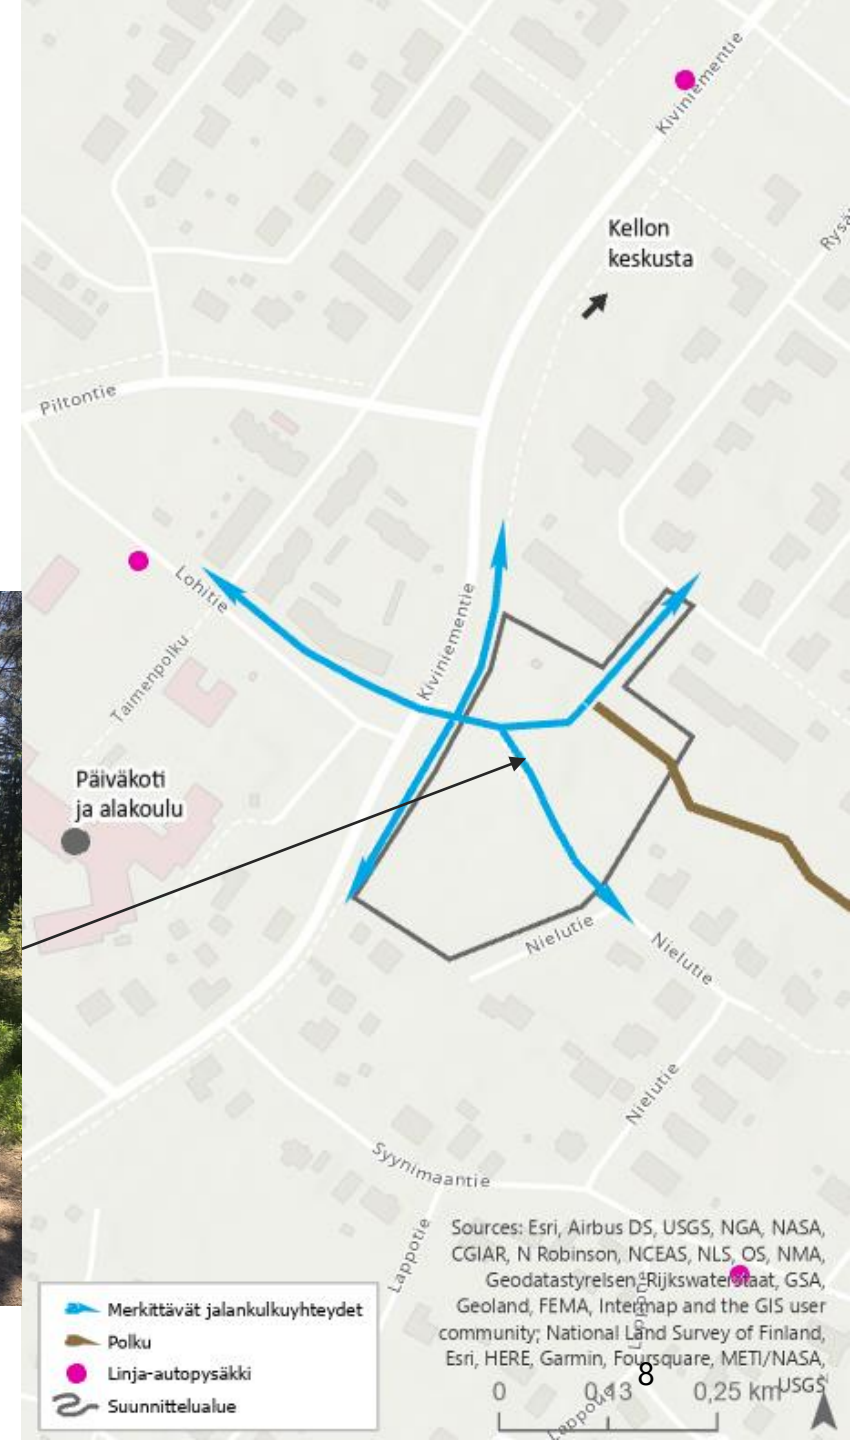 Kiviniementie
Kellon
keskusta
Piltontie
Lohitie
Kiviniementie
Taimenpolku
Päiväkoti
ja alakoulu
Nielutie
Nielutie
Nielutie
Syynimaantie
Lappotie
Sources: Esri, Airbus DS, USGS, NGA, NASA,
CGIAR, N Robinson, NCEAS, NLS, OS, NMA,
Geodatastyrelsen, Rijkswaterstaat, GSA,
Geoland, FEMA, Intermap and the GIS user
community; National Land Survey of Finland,
Esri, HERE, Garmin, Foursquare, METI/NASA,
USGS
Merkittävät jalankulkuyhteydet
Polku
Linja-autopysäkki
Suunnittelualue
8
0 0,13 0,25 km
Lappotie
N